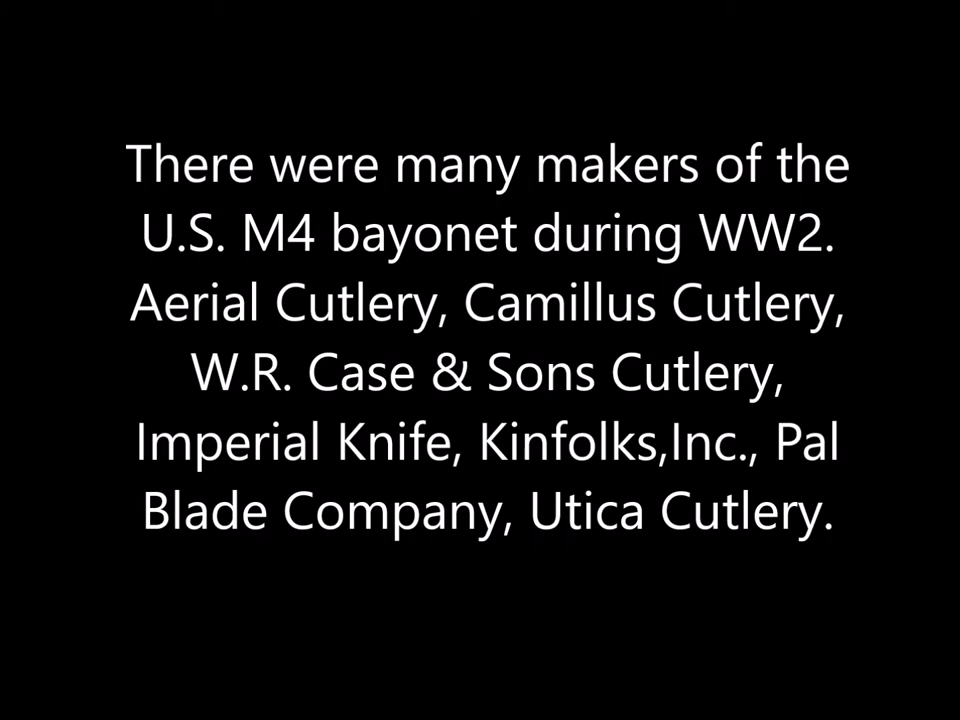 There were many makers of the
U.S. M4 bayonet during WW2.
Aerial Cutlery, Camillus Cutlery,
W.R. Case & Sons Cutlery,
Imperial Knife, Kinfolks,Inc., Pal
Blade Company, Utica Cutlery.